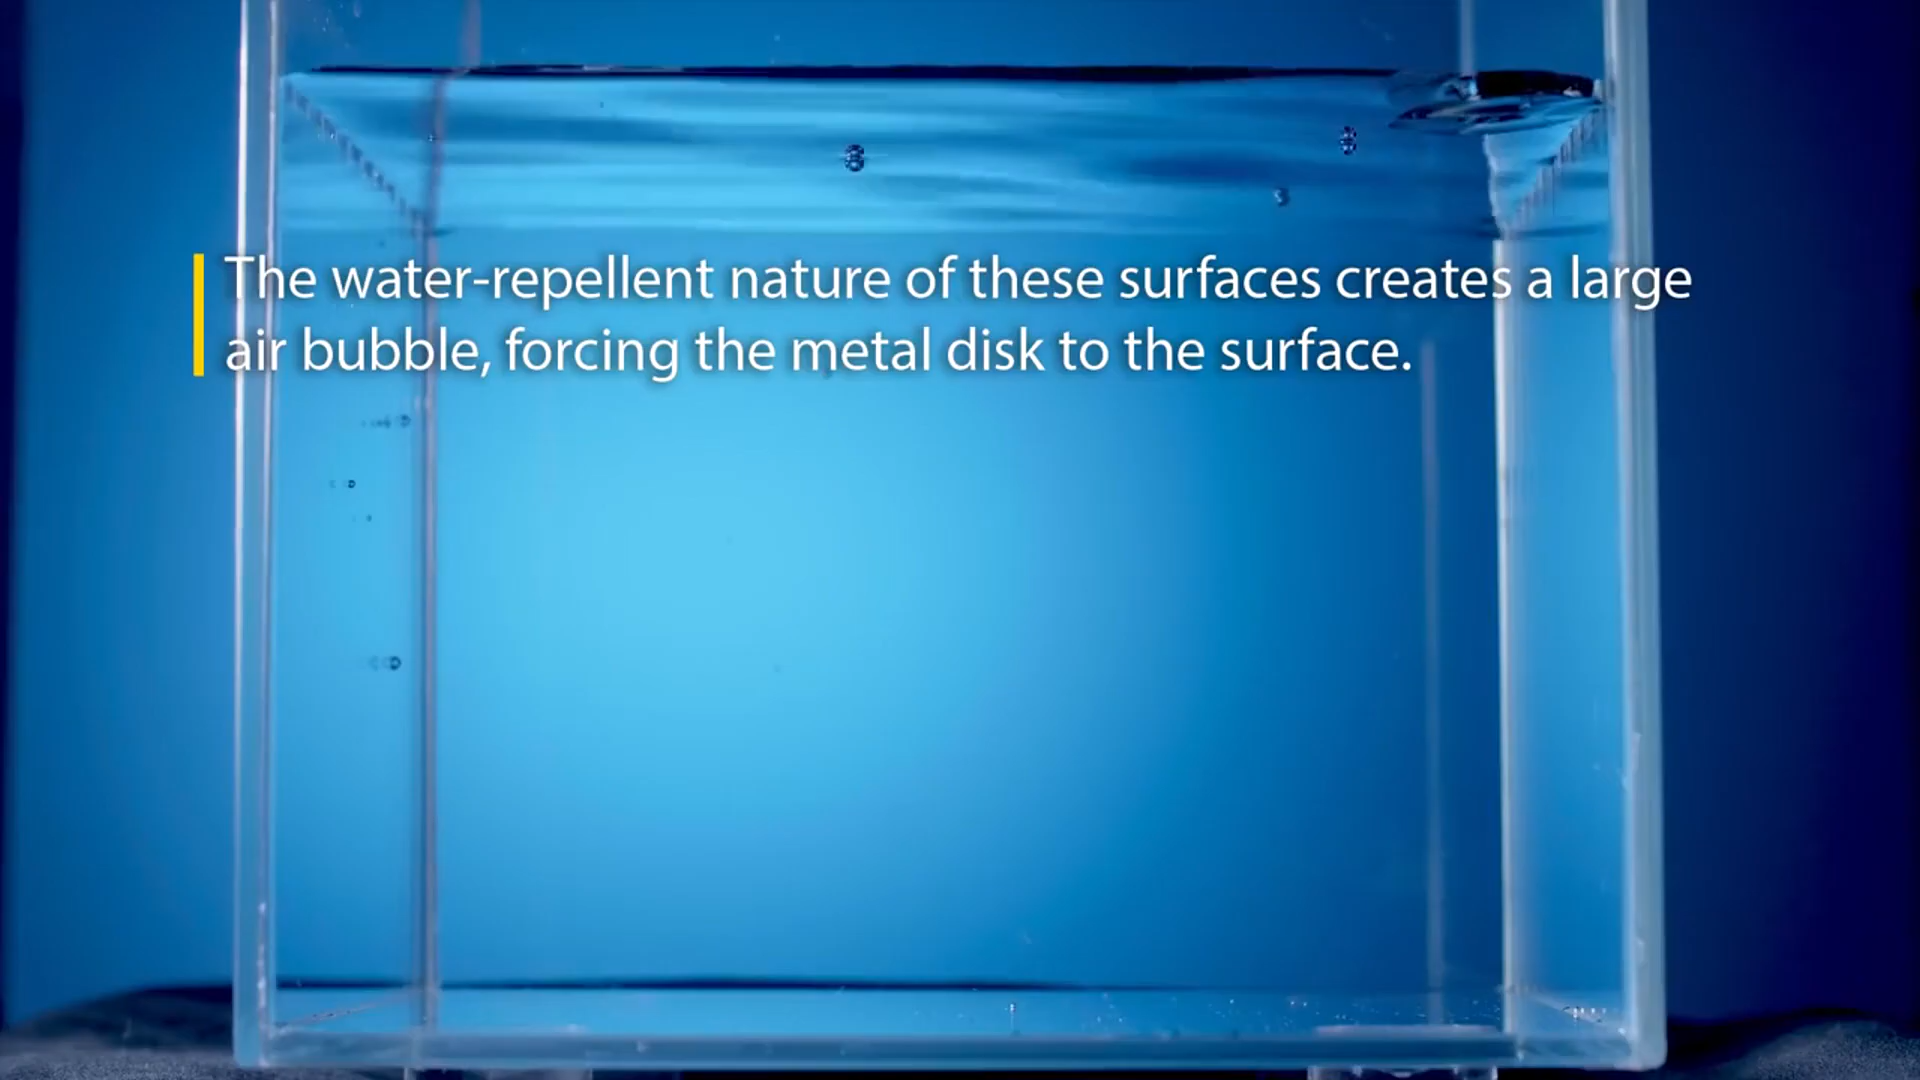 The water-repellent nature of these surfaces creates a large
air bubble, forcing the metal disk to the surface.